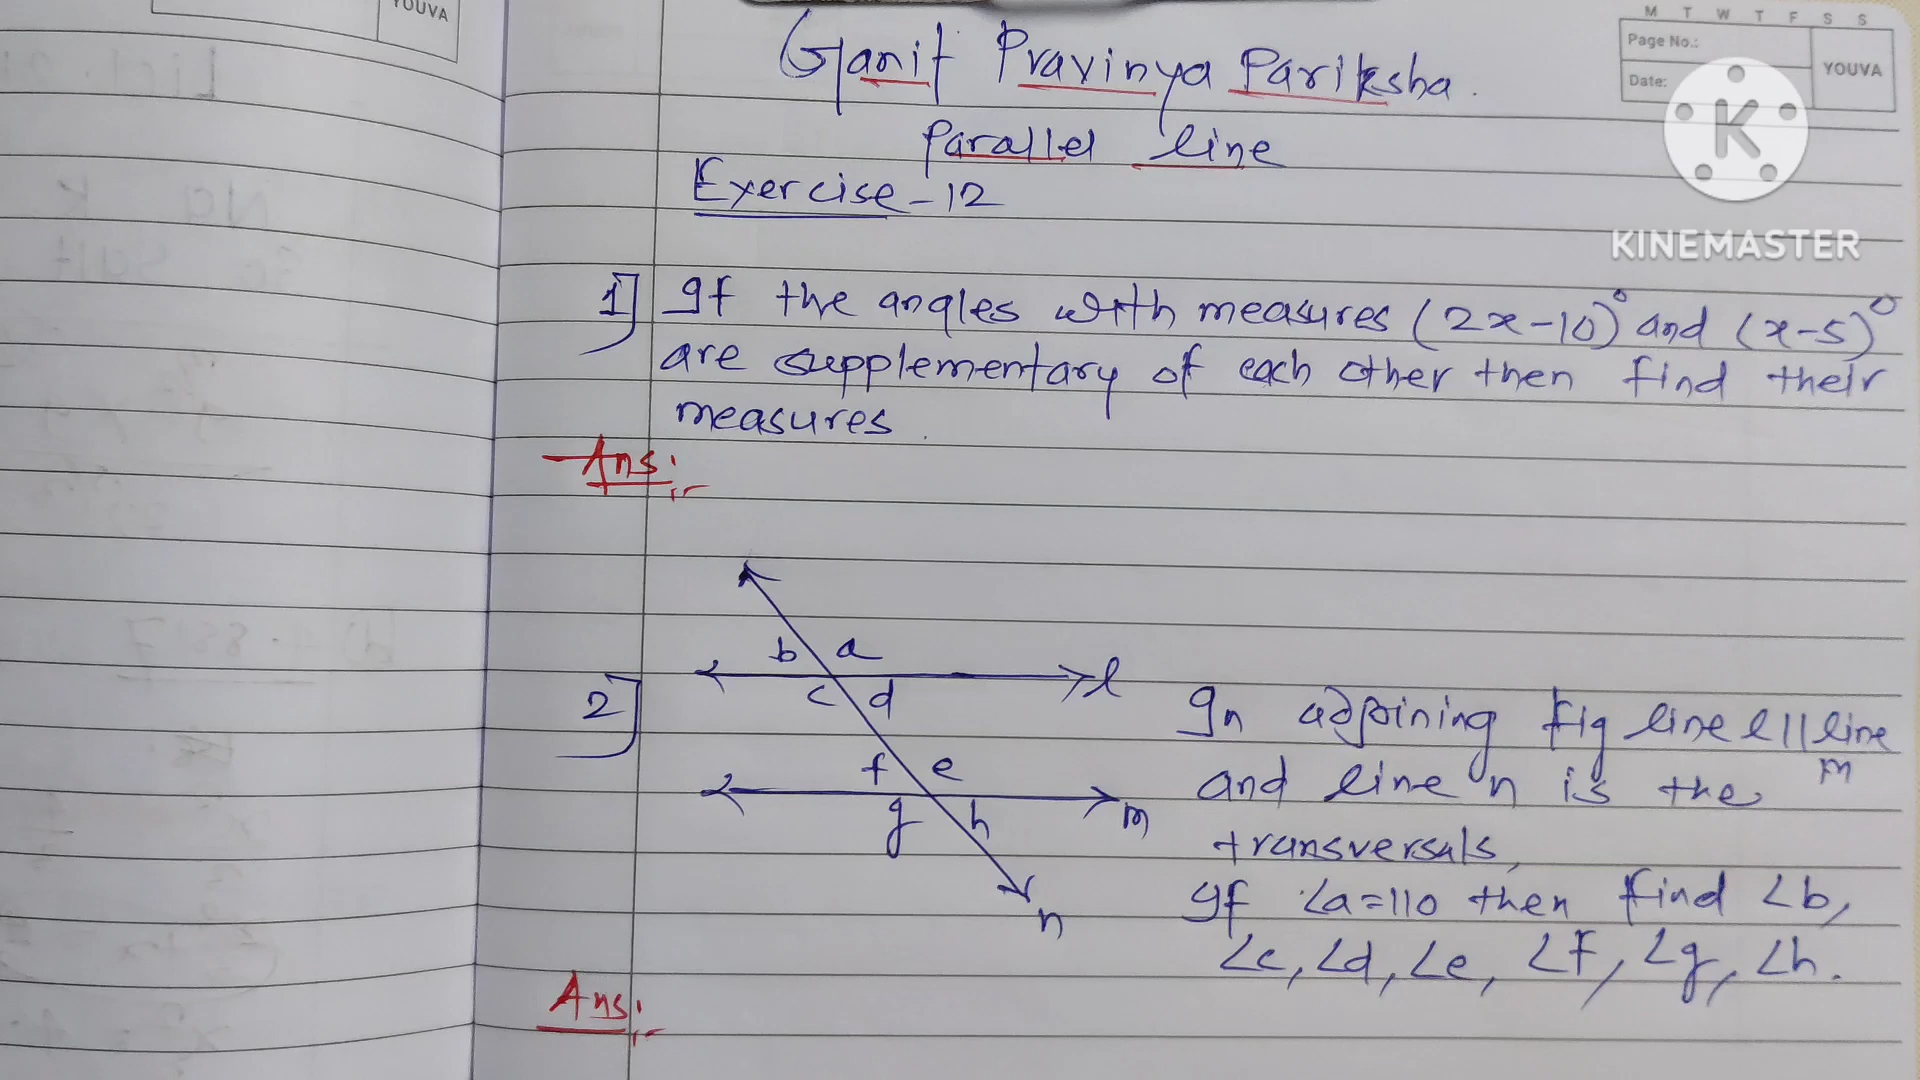 YOUVA
M T W T F S S
Page No.:
Date:
YOUVA
K
KINEMASTER
Ganit Pravinya Pariksha.
Parallel line
Exercise-12
1] If the angles with measures (2x-10)° and (x-5)°
are supplementary of each other then find their
measures.
Ans:-
b a
l
c d
2]
f e
m
g h
n
In adjoining fig line l || line
m
and line n is the
transversals,
If ∠a=110 then find ∠b,
∠c, ∠d, ∠e, ∠f, ∠g, ∠h.
Ans:-